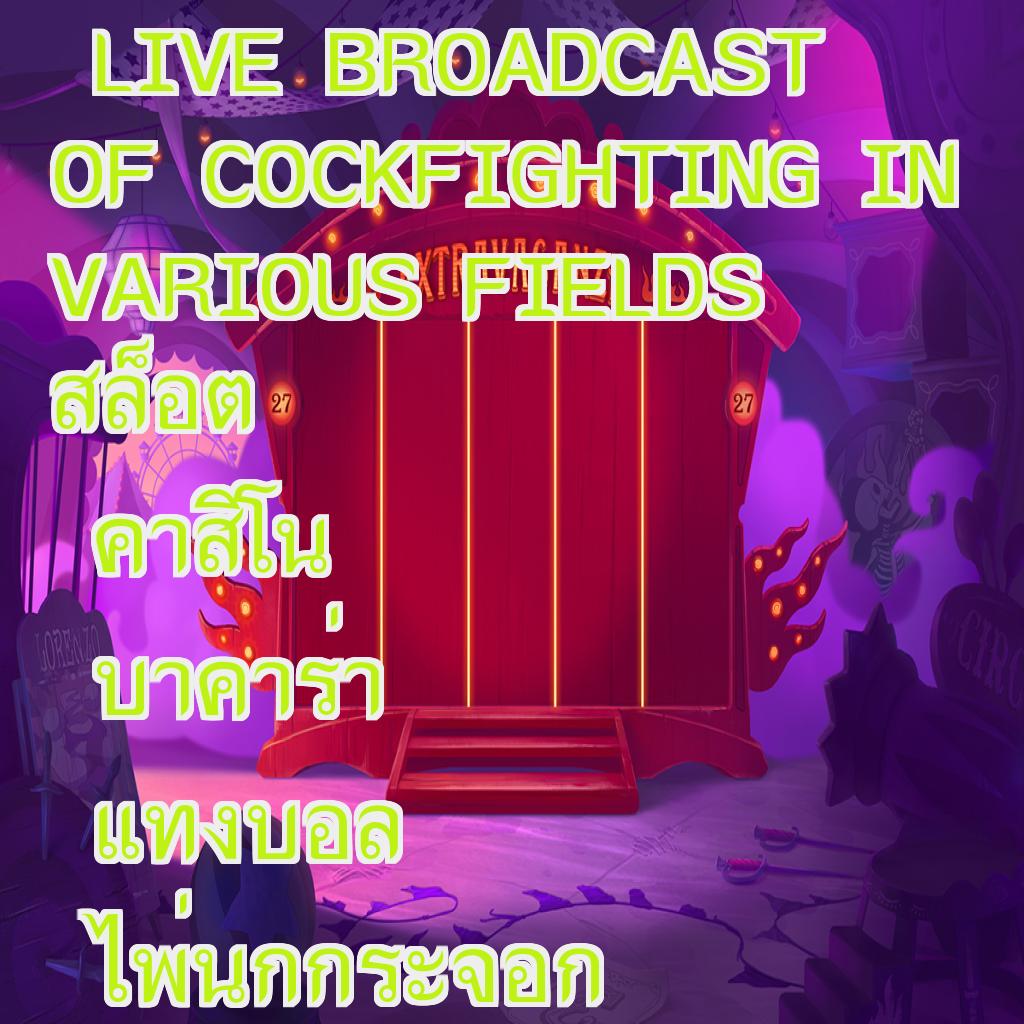 LIVE BROADCAST
OF COCKFIGHTING IN
VARIOUS FIELDS
สล็อต
27
27
คาสิโน
บาคาร่า
LORENZO
แทงบอล
ไพ่นกกระจอก